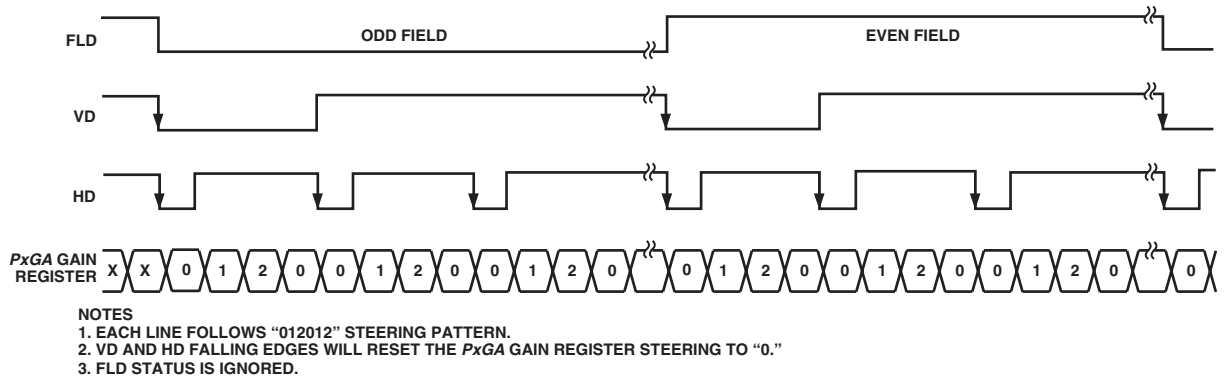 FLD ODD FIELD EVEN FIELD
VD
HD
PxGA GAIN
REGISTER X X 0 1 2 0 0 1 2 0 0 1 2 0 0 1 2 0 0 1 2 0 0 1 2 0 0
NOTES
1. EACH LINE FOLLOWS “012012” STEERING PATTERN.
2. VD AND HD FALLING EDGES WILL RESET THE PxGA GAIN REGISTER STEERING TO “0.”
3. FLD STATUS IS IGNORED.